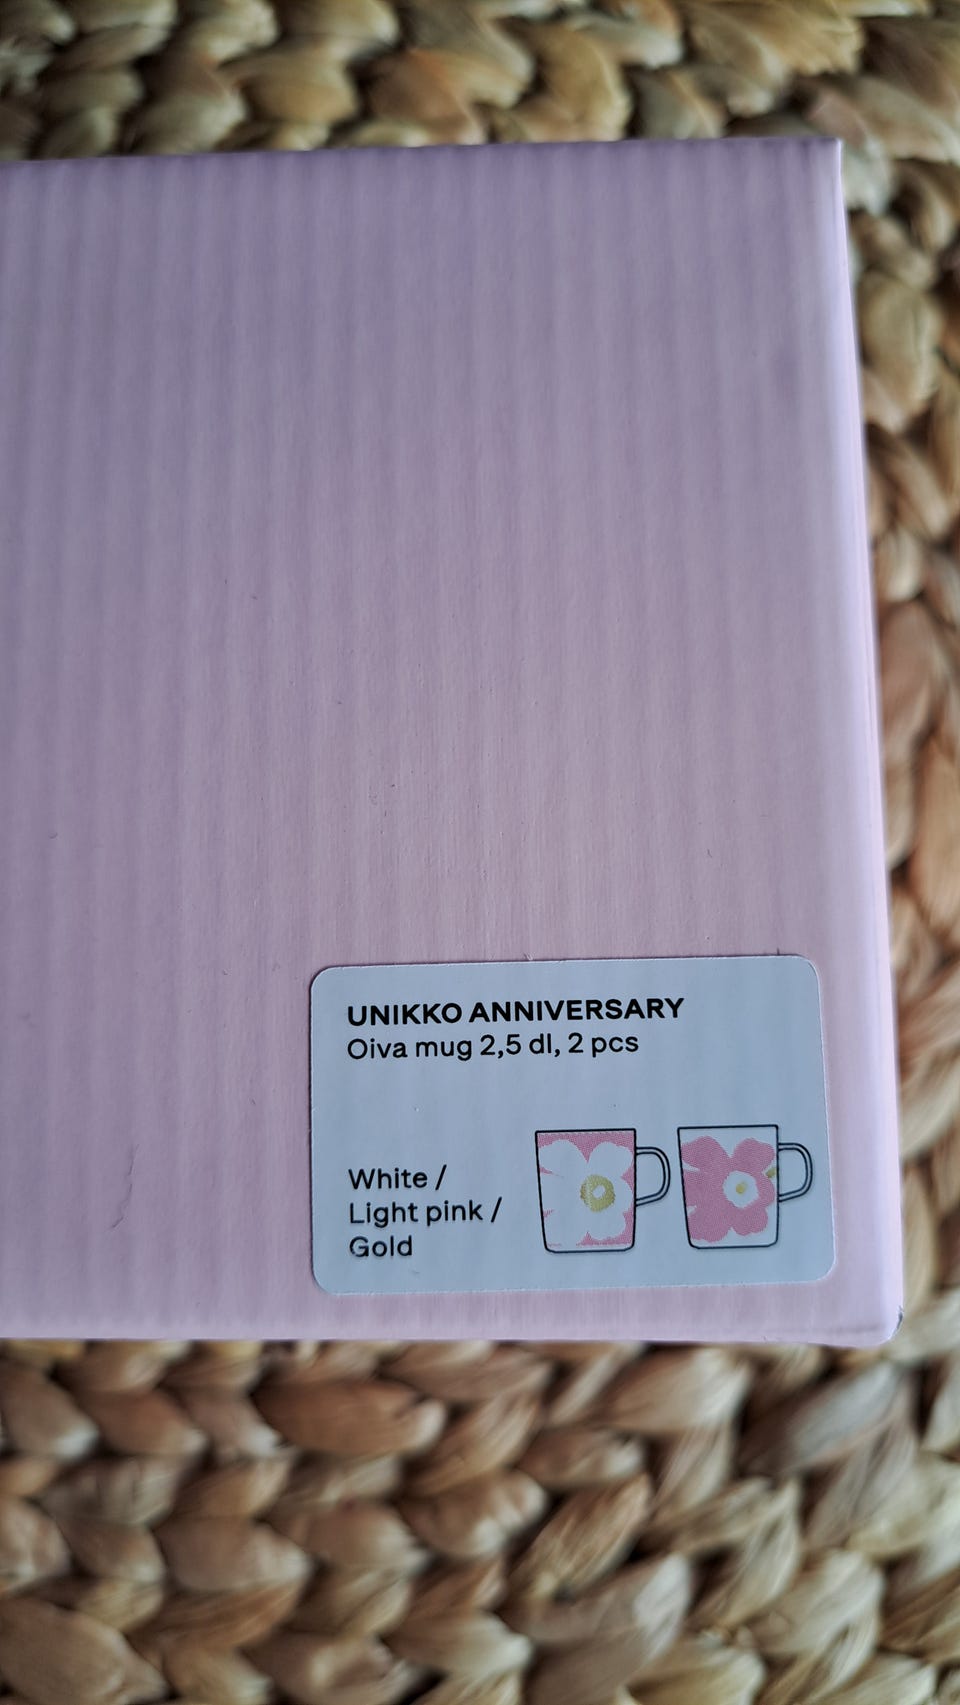 UNIKKO ANNIVERSARY
Oiva mug 2,5 dl, 2 pcs
White /
Light pink /
Gold